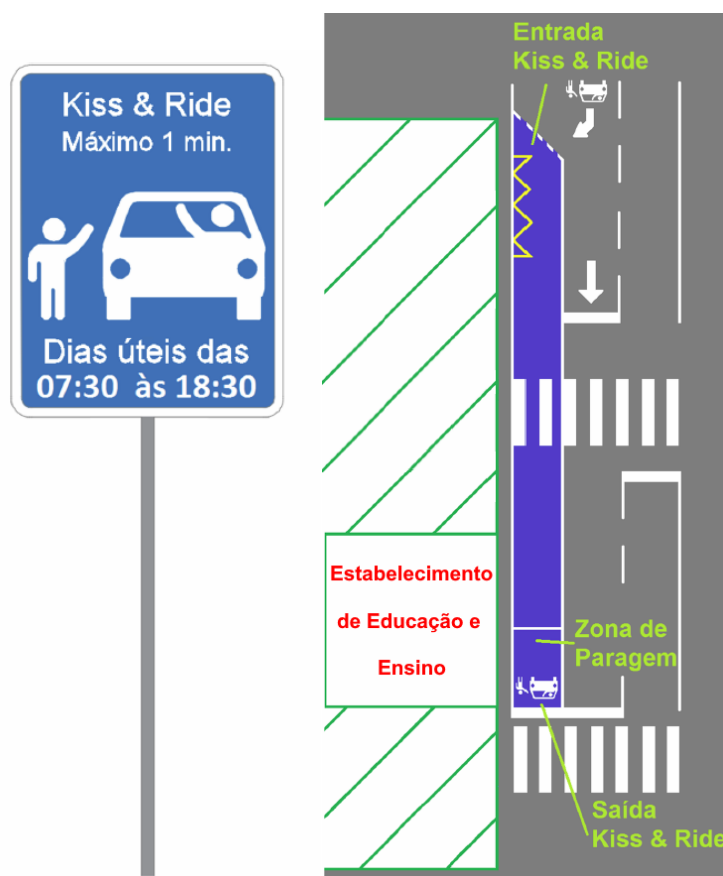 Kiss & Ride
Máximo 1 min.
Dias úteis das
07:30 às 18:30
Entrada
Kiss & Ride
Estabelecimento
de Educação e
Ensino
Zona de
Paragem
Saída
Kiss & Ride